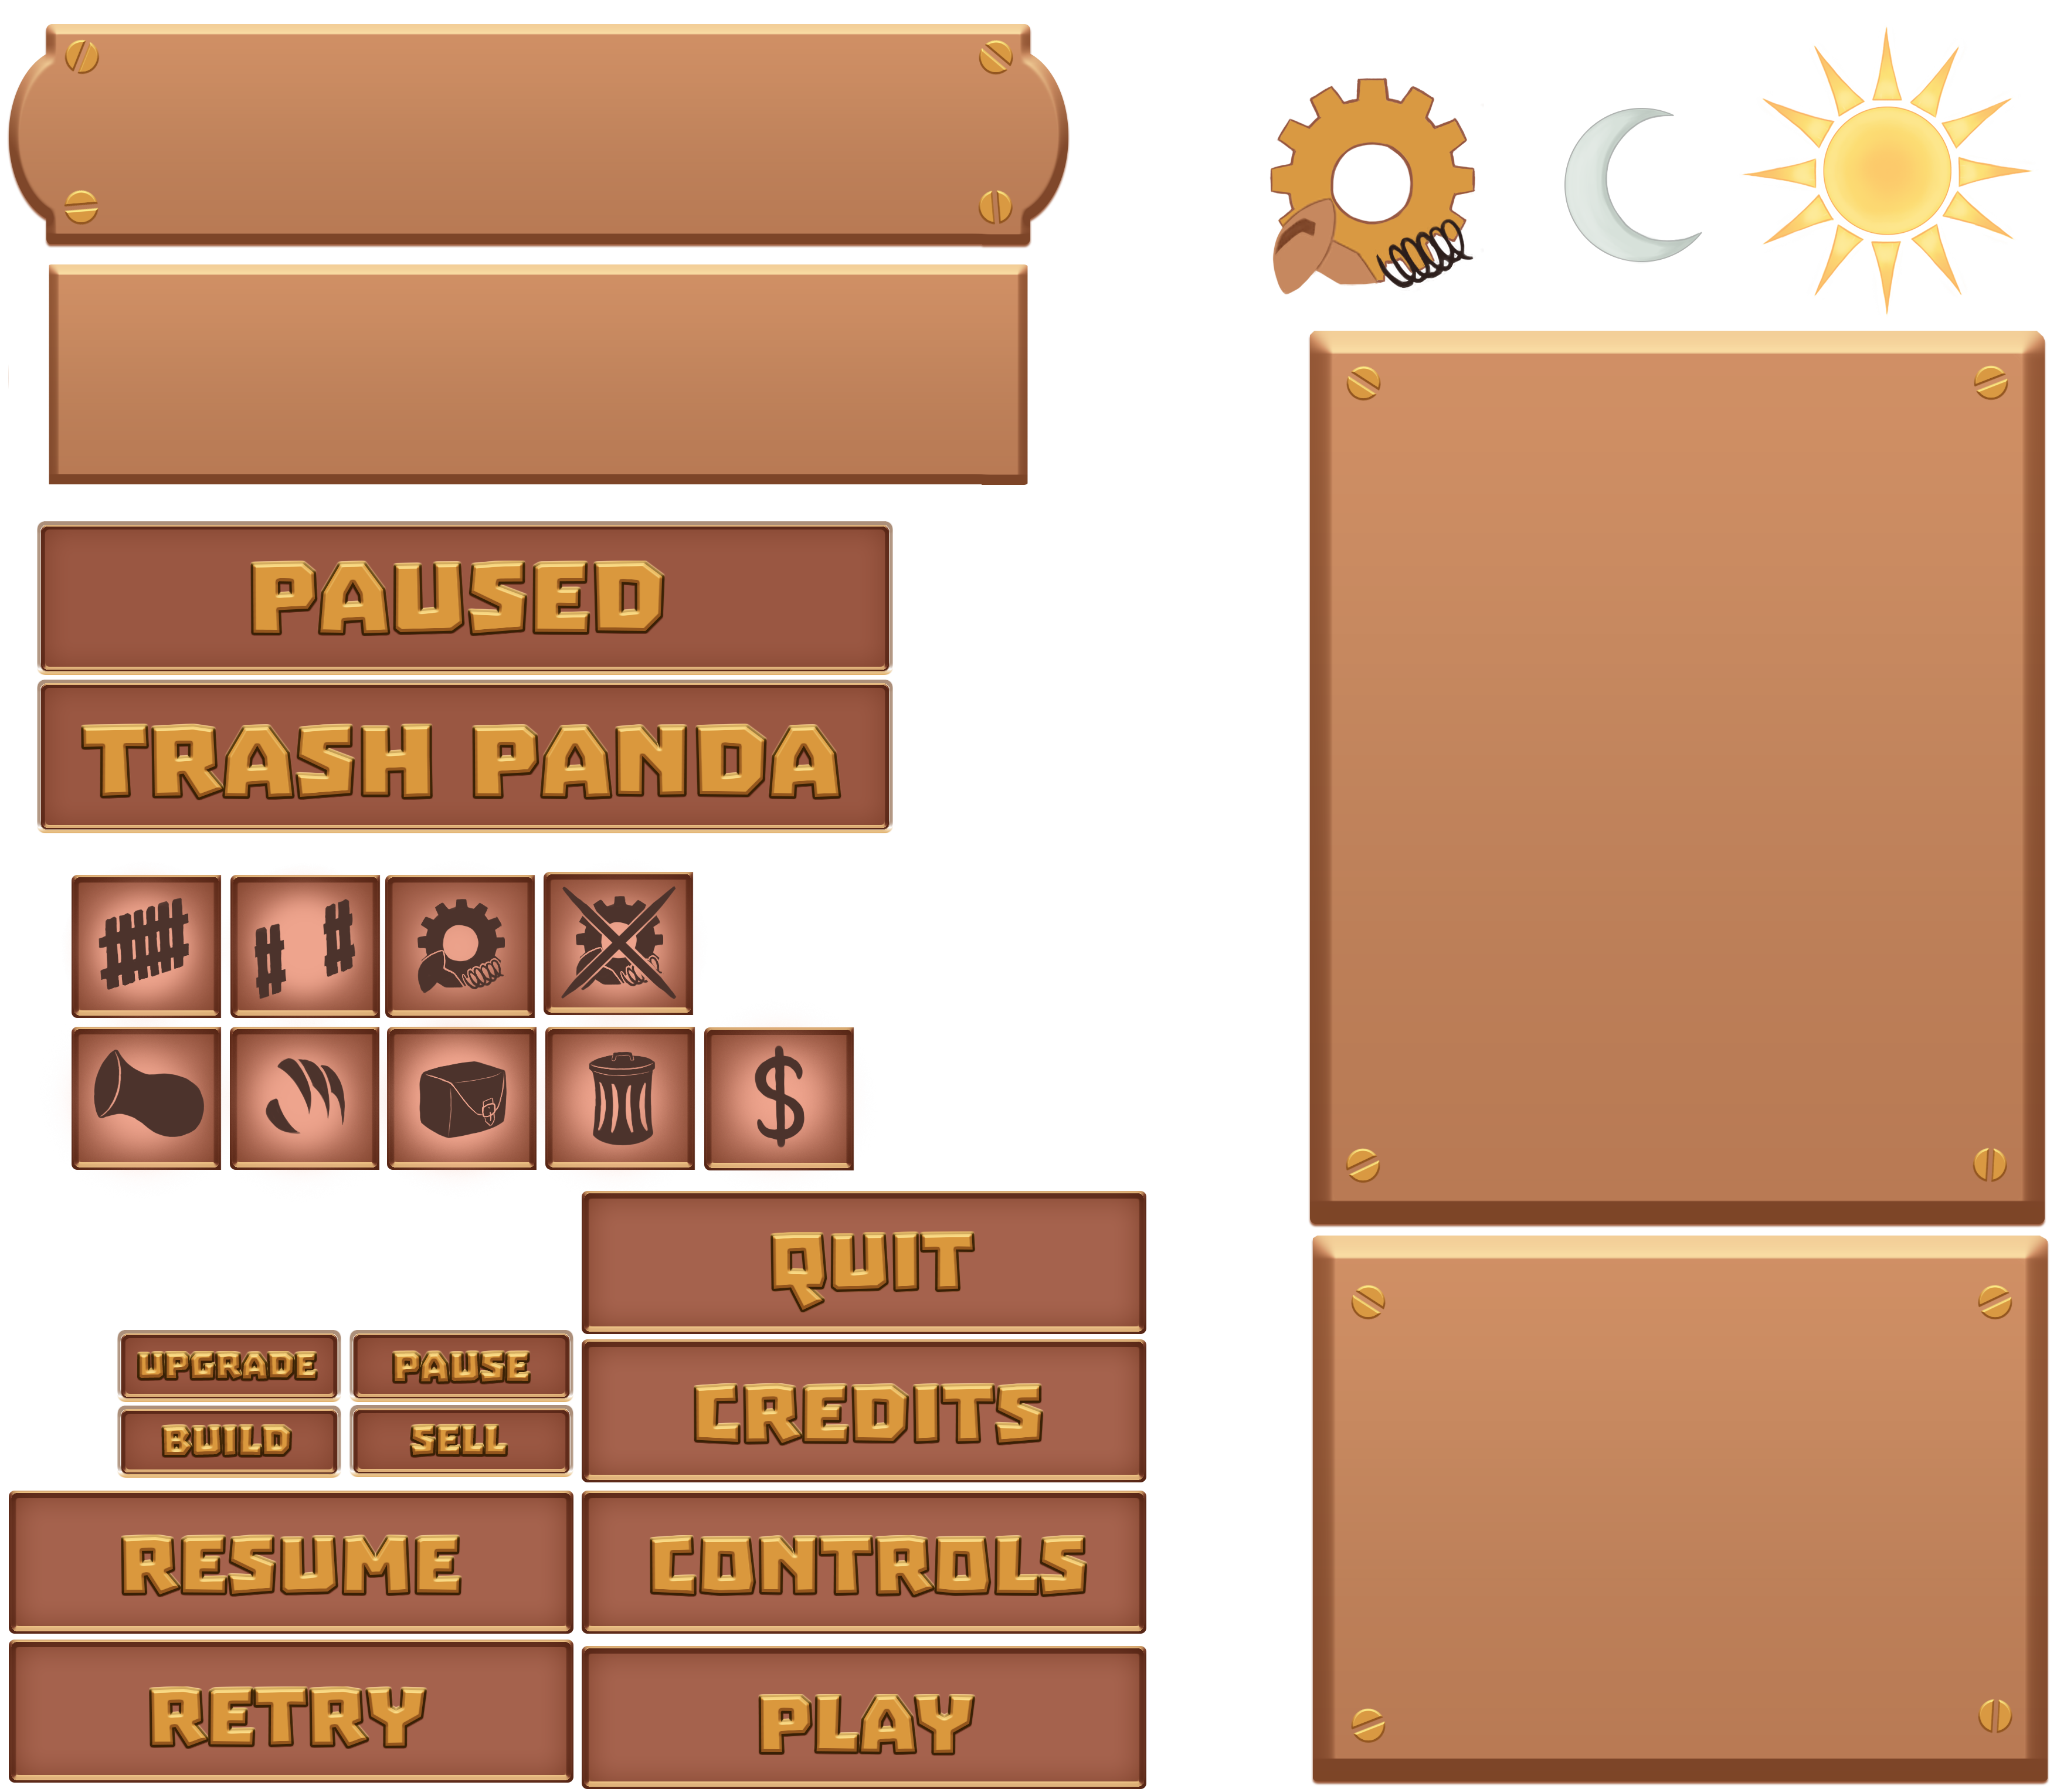 PAUSED
TRASH PANDA
$
QUIT
UPGRADE
PAUSE
CREDITS
BUILD
SELL
RESUME
CONTROLS
RETRY
PLAY